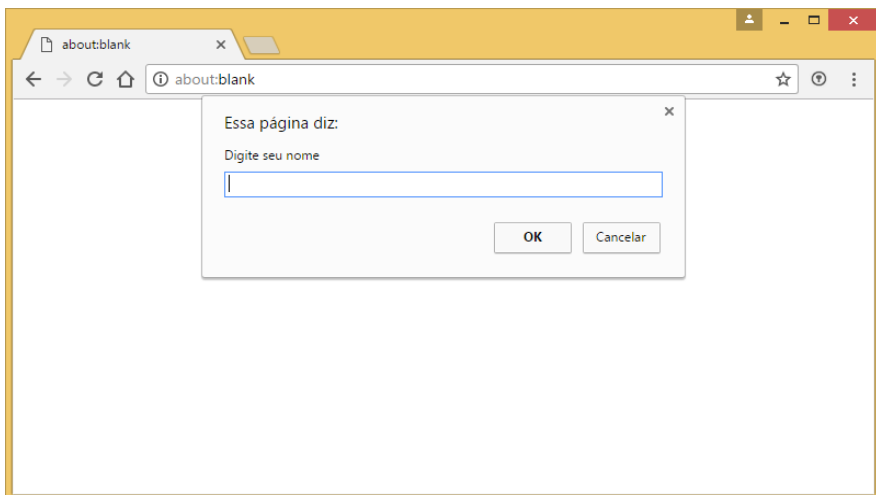 about:blank
about:blank
Essa página diz:
Digite seu nome
OK
Cancelar